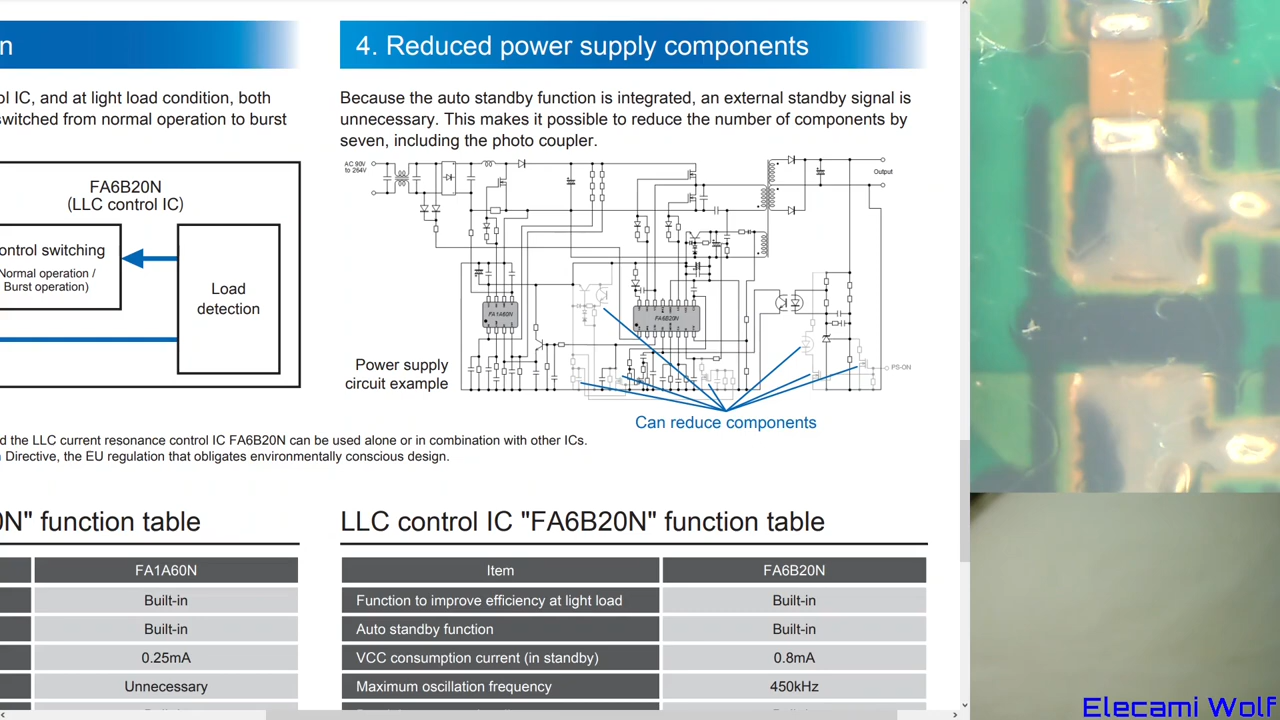 n
4. Reduced power supply components
ol IC, and at light load condition, both
switched from normal operation to burst
FA6B20N
(LLC control IC)
ontrol switching
Normal operation /
Burst operation)
Load
detection
Because the auto standby function is integrated, an external standby signal is
unnecessary. This makes it possible to reduce the number of components by
seven, including the photo coupler.
AC 90V
to 264V
Output
FA1A60N
FA6B20N
PS-ON
Power supply
circuit example
Can reduce components
d the LLC current resonance control IC FA6B20N can be used alone or in combination with other ICs.
Directive, the EU regulation that obligates environmentally conscious design.
0N" function table
FA1A60N
Built-in
Built-in
0.25mA
Unnecessary
LLC control IC "FA6B20N" function table
Item FA6B20N
Function to improve efficiency at light load Built-in
Auto standby function Built-in
VCC consumption current (in standby) 0.8mA
Maximum oscillation frequency 450kHz
Elecami Wolf